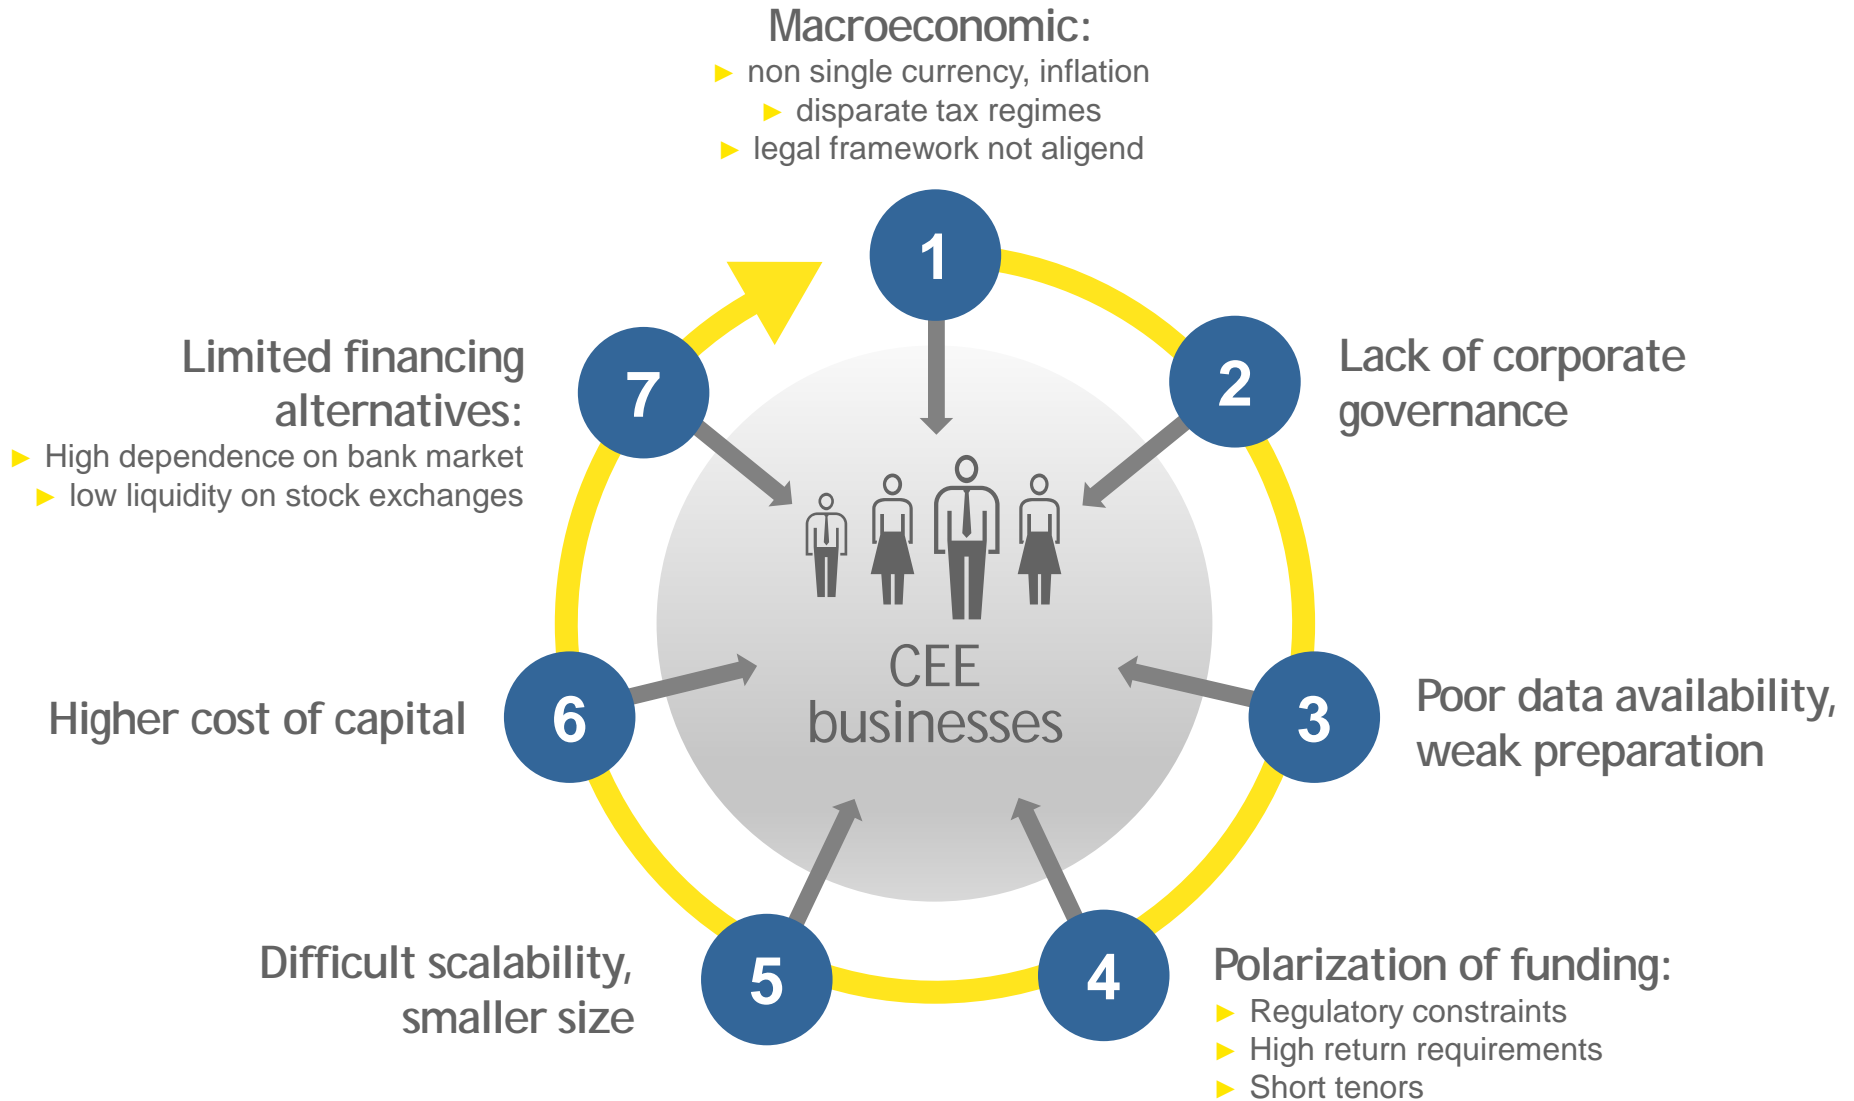 Macroeconomic:
► non single currency, inflation
► disparate tax regimes
► legal framework not aligend
1
2
Lack of corporate
governance
3
Poor data availability,
weak preparation
4
Polarization of funding:
► Regulatory constraints
► High return requirements
► Short tenors
5
Difficult scalability,
smaller size
6
Higher cost of capital
7
Limited financing
alternatives:
► High dependence on bank market
► low liquidity on stock exchanges
CEE
businesses